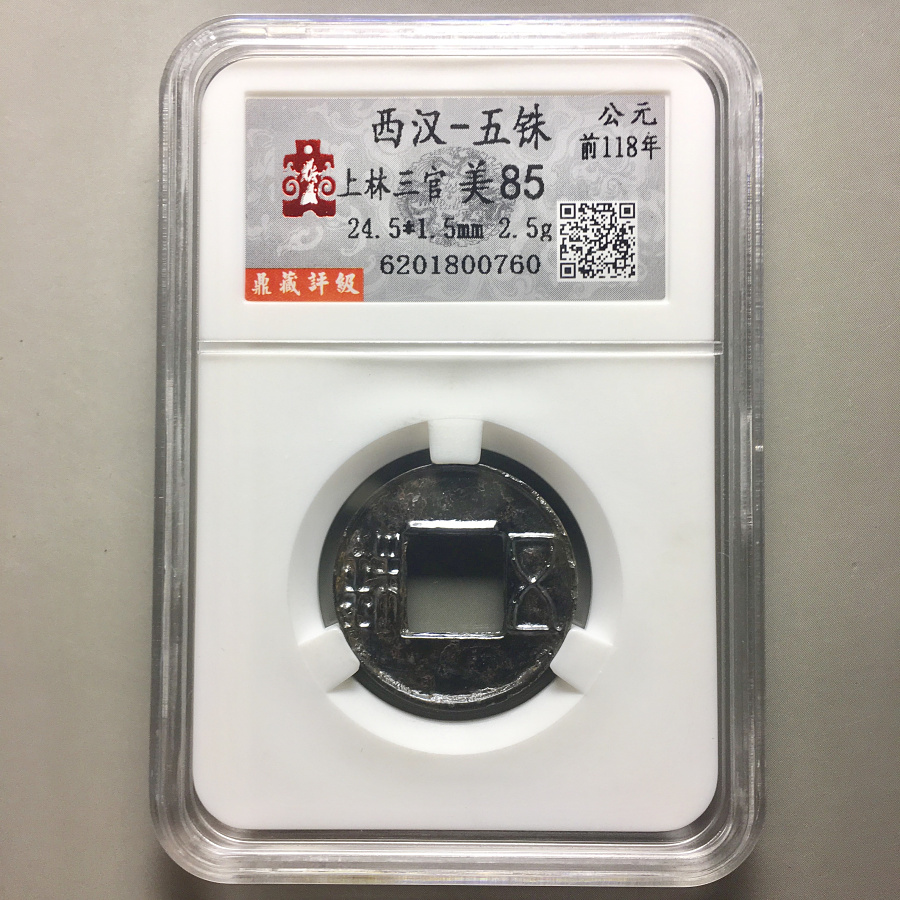 西汉-五铢
公元
前118年
上林三官 美85
24.5*1.5mm 2.5g
6201800760
鼎藏評級
五
銖